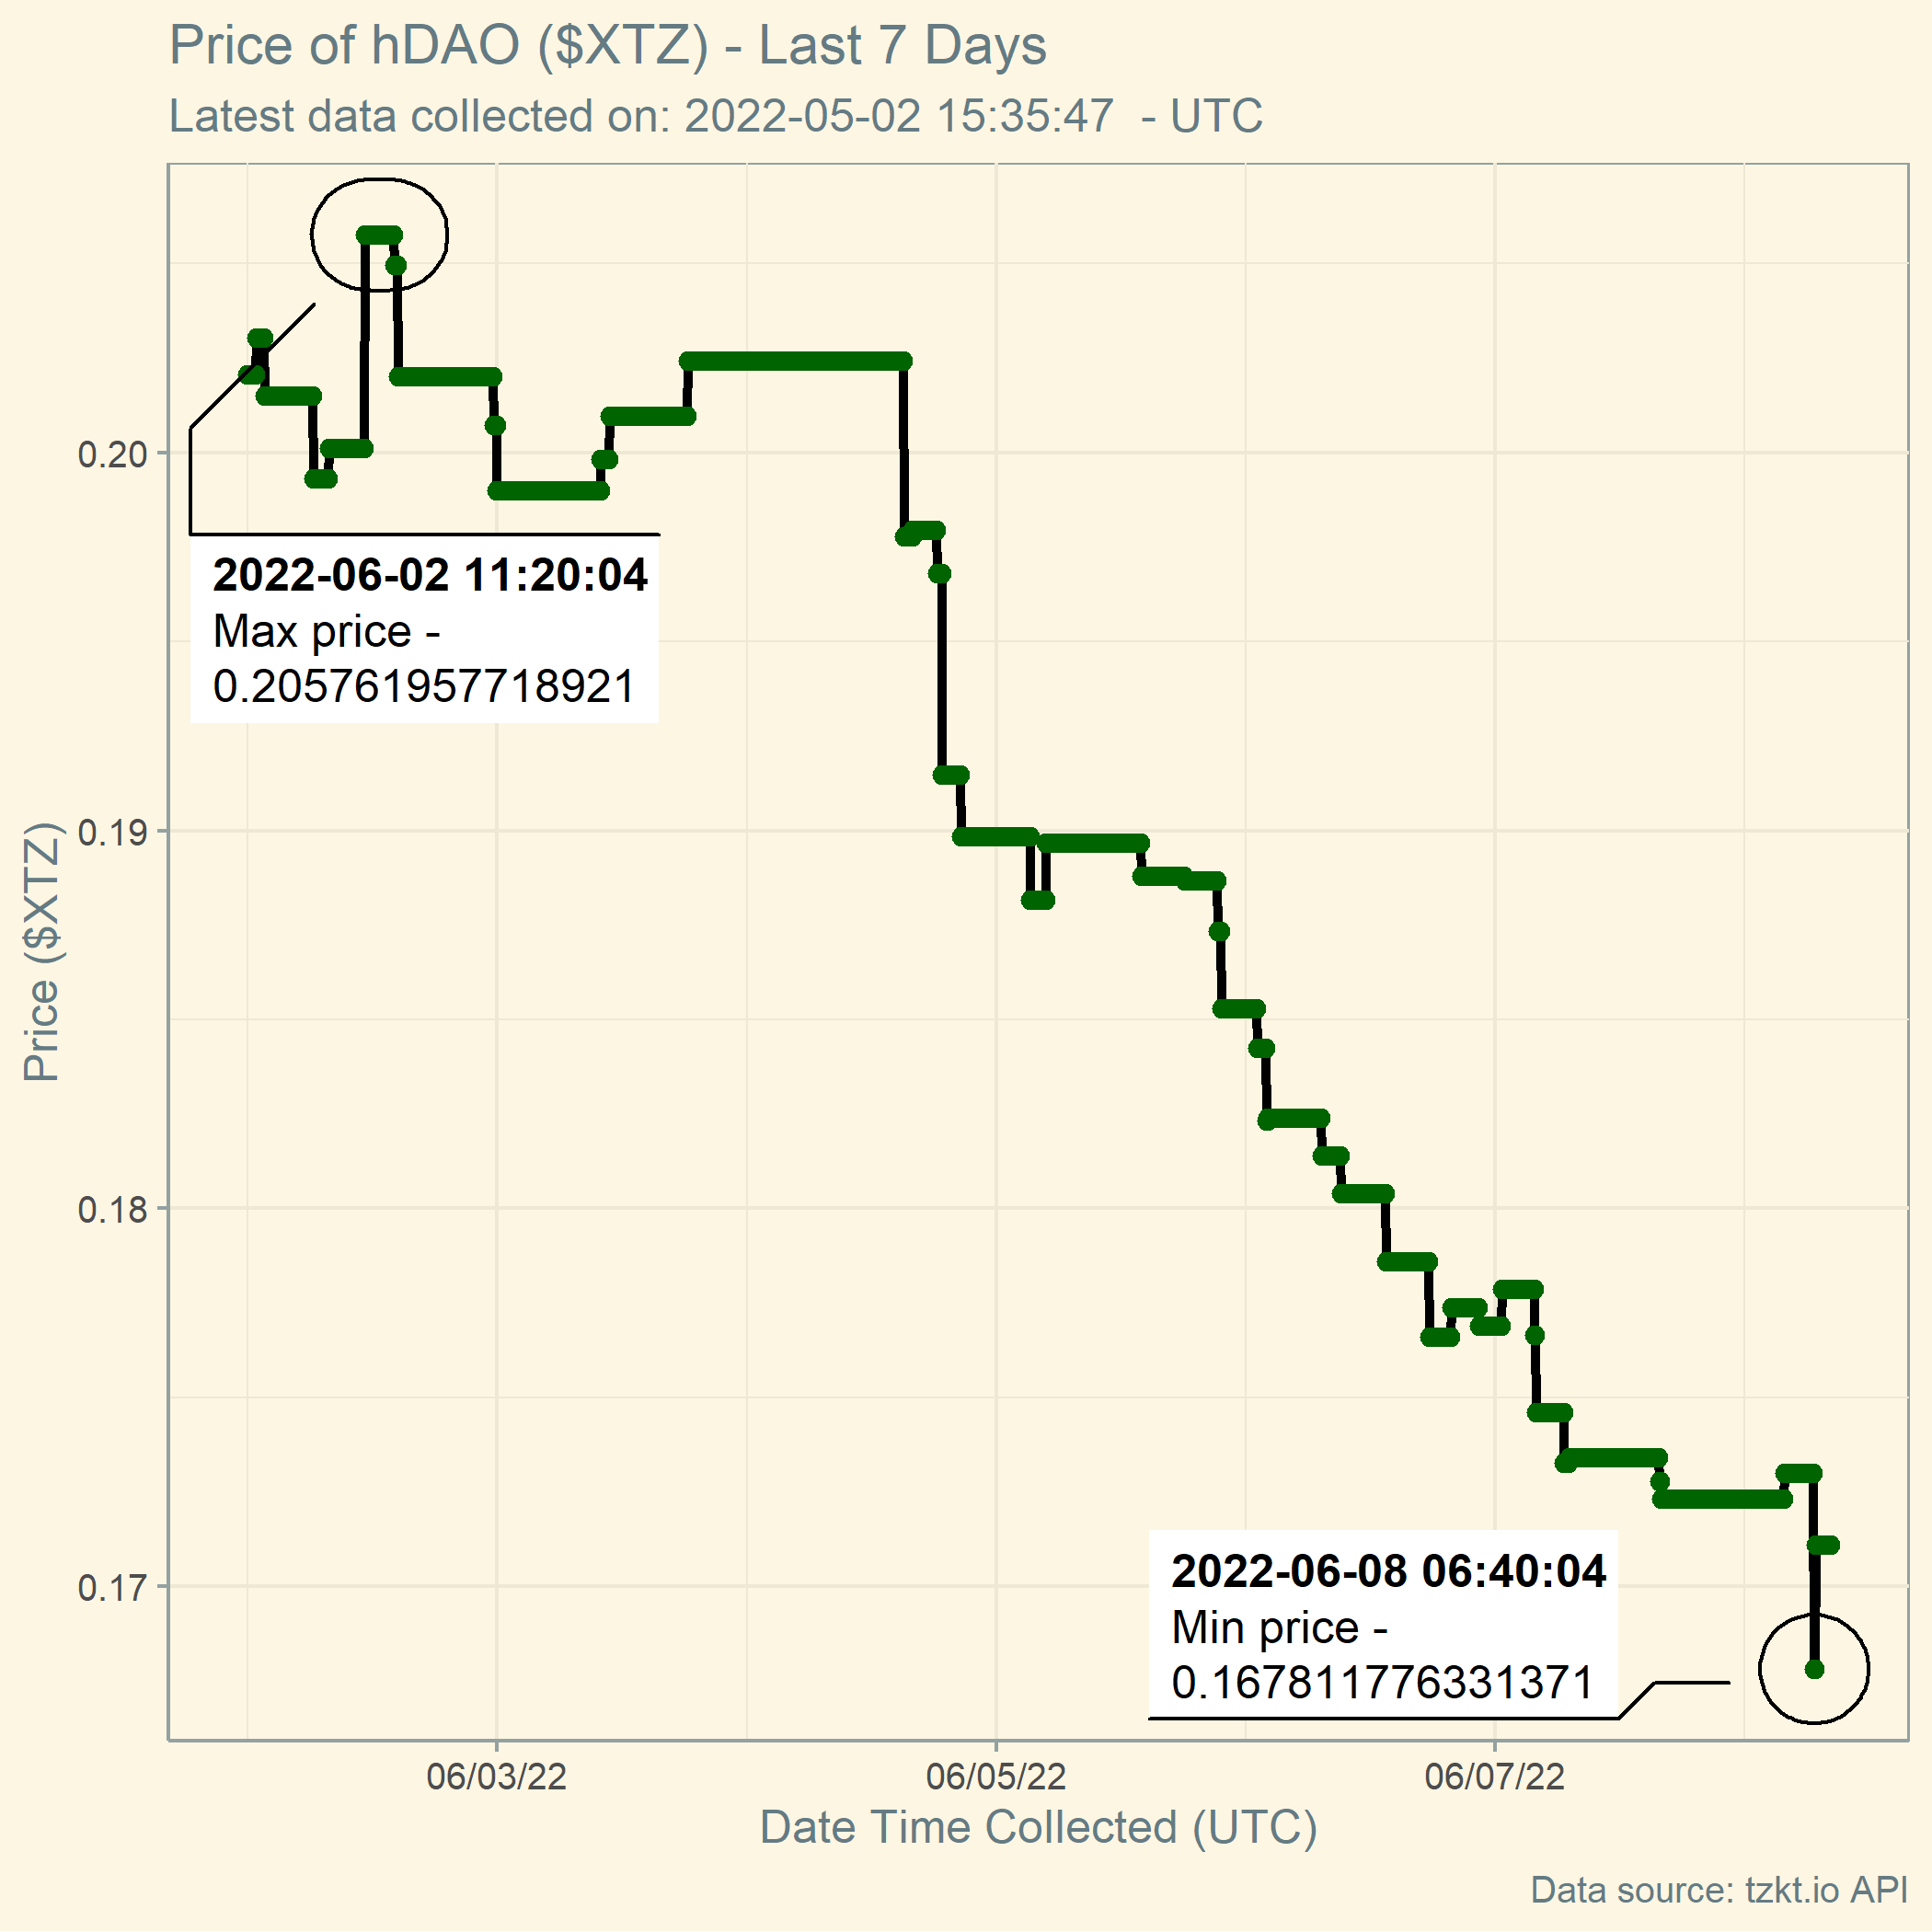 Price of hDAO ($XTZ) - Last 7 Days
Latest data collected on: 2022-05-02 15:35:47  - UTC
0.20
2022-06-02 11:20:04
Max price -
0.205761957718921
Price ($XTZ)
0.19
0.18
2022-06-08 06:40:04
Min price -
0.167811776331371
0.17
06/03/22
06/05/22
06/07/22
Date Time Collected (UTC)
Data source: tzkt.io API